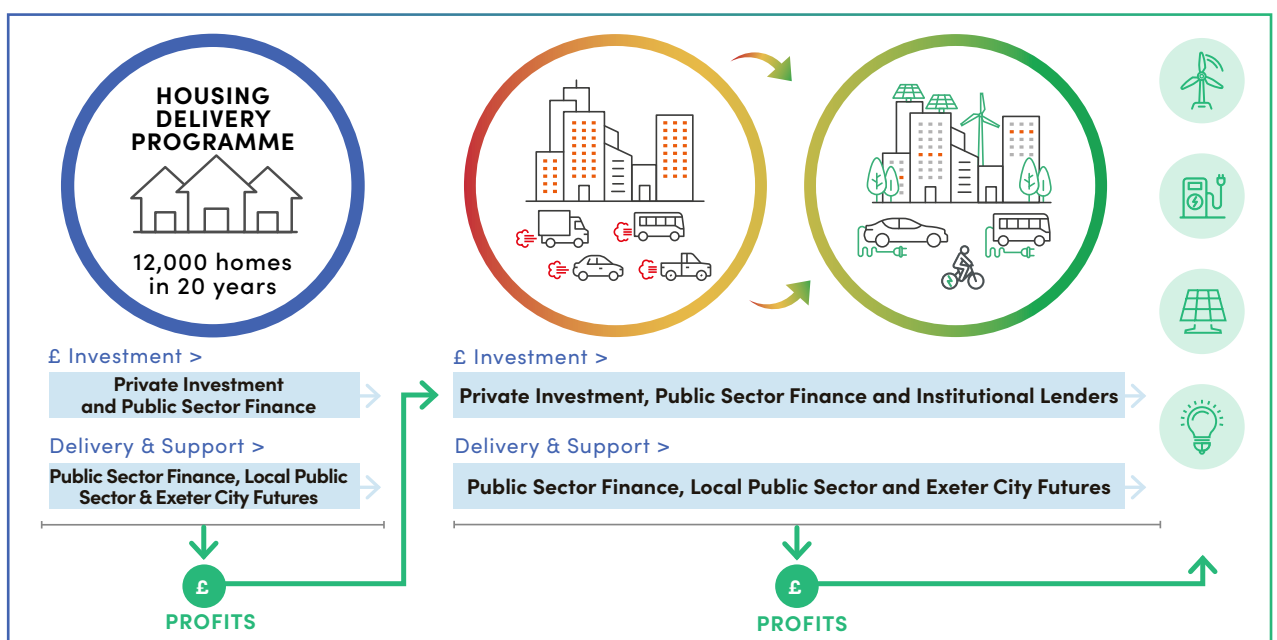 HOUSING
DELIVERY
PROGRAMME
12,000 homes
in 20 years
£ Investment >
Private Investment
and Public Sector Finance
Delivery & Support >
Public Sector Finance, Local Public
Sector & Exeter City Futures
£
PROFITS
£ Investment >
Private Investment, Public Sector Finance and Institutional Lenders
Delivery & Support >
Public Sector Finance, Local Public Sector and Exeter City Futures
£
PROFITS